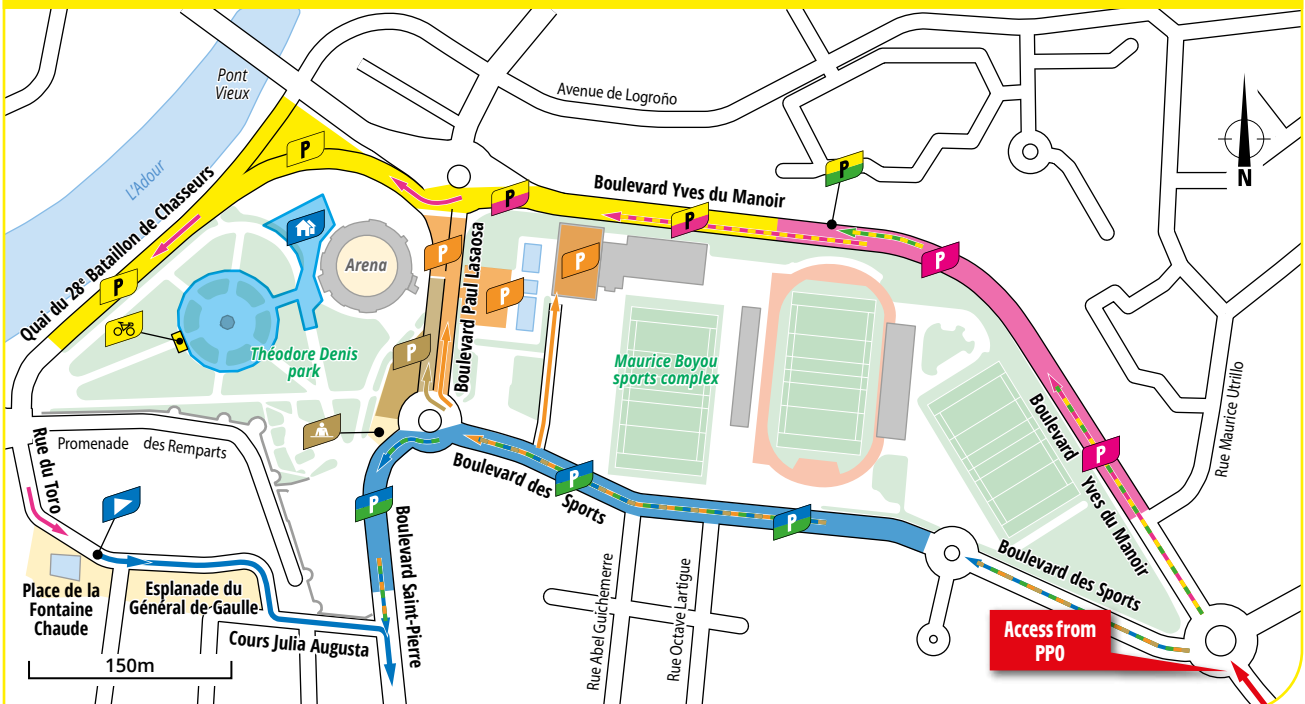 Pont
Vieux
L'Adour
Avenue de Logroño
N
P
P
P
P
Boulevard Yves du Manoir
P
P
Quai du 28e Bataillon de Chasseurs
Arena
P
P
P
P
Boulevard Paul Lasaosa
Théodore Denis
park
Maurice Boyou
sports complex
Boulevard
Yves du Manoir
P
Rue Maurice Utrillo
Rue du Toro
Promenade des Remparts
Boulevard des Sports
P
P
P
Boulevard Saint-Pierre
Boulevard des Sports
Place de la
Fontaine
Chaude
Esplanade du
Général de Gaulle
Cours Julia Augusta
Rue Abel Guichemerre
Rue Octave Lartigue
Access from
PPO
150m